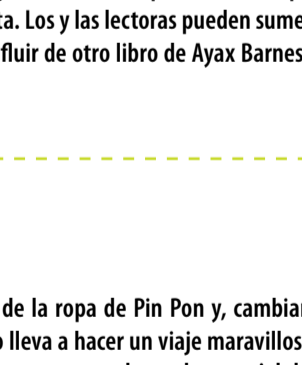 ta. Los y las lectoras pueden sume
fluir de otro libro de Ayax Barnes
de la ropa de Pin Pon y, cambiar
o lleva a hacer un viaje maravillos